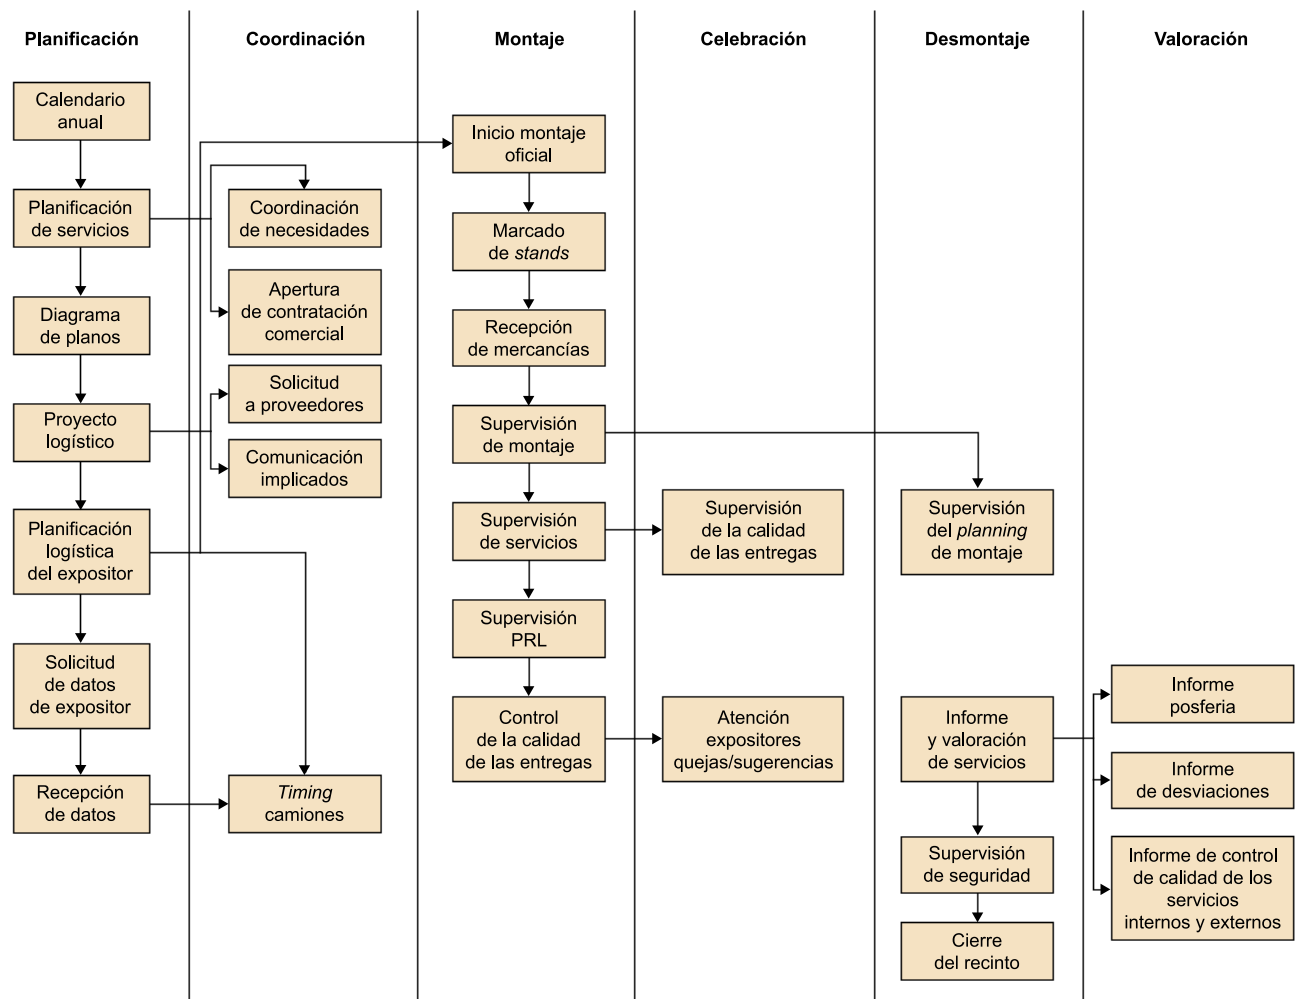 Planificación
Coordinación
Montaje
Celebración
Desmontaje
Valoración
Calendario
anual
Planificación
de servicios
Diagrama
de planos
Proyecto
logístico
Planificación
logística
del expositor
Solicitud
de datos
de expositor
Recepción
de datos
Coordinación
de necesidades
Apertura
de contratación
comercial
Solicitud
a proveedores
Comunicación
implicados
Timing
camiones
Inicio montaje
oficial
Marcado
de stands
Recepción
de mercancías
Supervisión
de montaje
Supervisión
de servicios
Supervisión
PRL
Control
de la calidad
de las entregas
Supervisión
de la calidad
de las entregas
Atención
expositores
quejas/sugerencias
Supervisión
del planning
de montaje
Informe
y valoración
de servicios
Supervisión
de seguridad
Cierre
del recinto
Informe
posferia
Informe
de desviaciones
Informe de control
de calidad de los
servicios
internos y externos